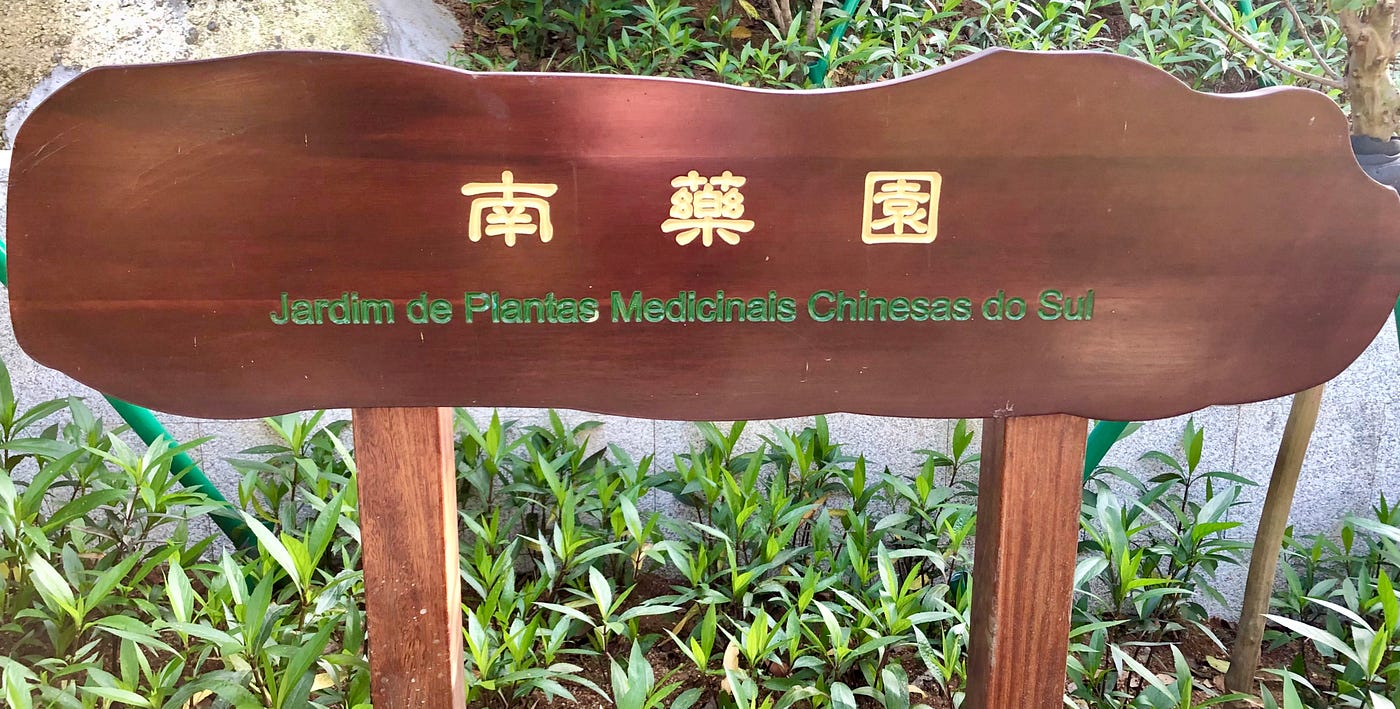 南藥園
Jardim de Plantas Medicinais Chinesas do Sul